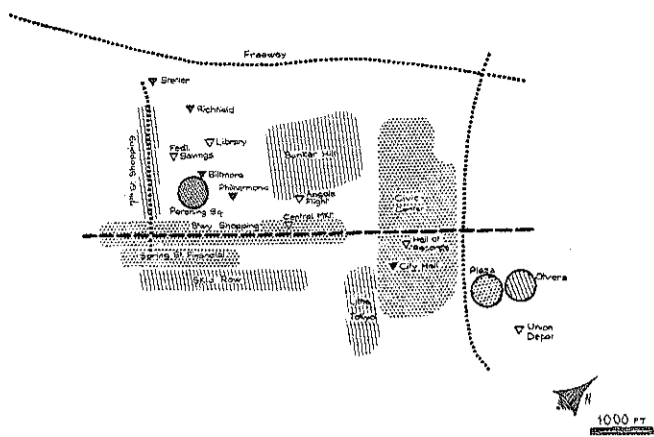 Freeway
Statler
Richfield
Library
Fedl.
Savings
7th St. Shopping
Bunker Hill
Biltmore
Philharmonic
Angels
Flight
Pershing Sq.
Civic
Center
Bdwy. Shopping
Central Mkt.
Hall of
Records
Spring St. Financial
City Hall
Skid Row
Plaza
Olvera
Little
Tokyo
Union
Depot
N
1000 FT